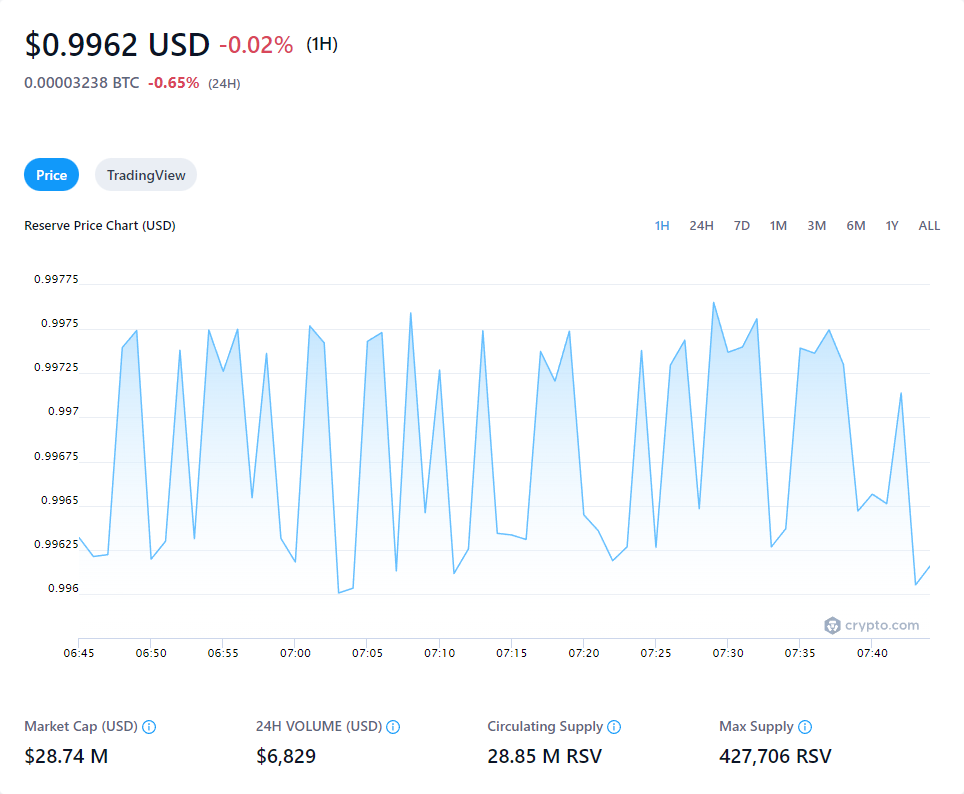 $0.9962 USD -0.02% (1H)
0.00003238 BTC -0.65% (24H)
Price TradingView
Reserve Price Chart (USD) 1H 24H 7D 1M 3M 6M 1Y ALL
0.99775
0.9975
0.99725
0.997
0.99675
0.9965
0.99625
0.996
crypto.com
06:45 06:50 06:55 07:00 07:05 07:10 07:15 07:20 07:25 07:30 07:35 07:40
Market Cap (USD) 24H VOLUME (USD) Circulating Supply Max Supply
$28.74 M $6,829 28.85 M RSV 427,706 RSV